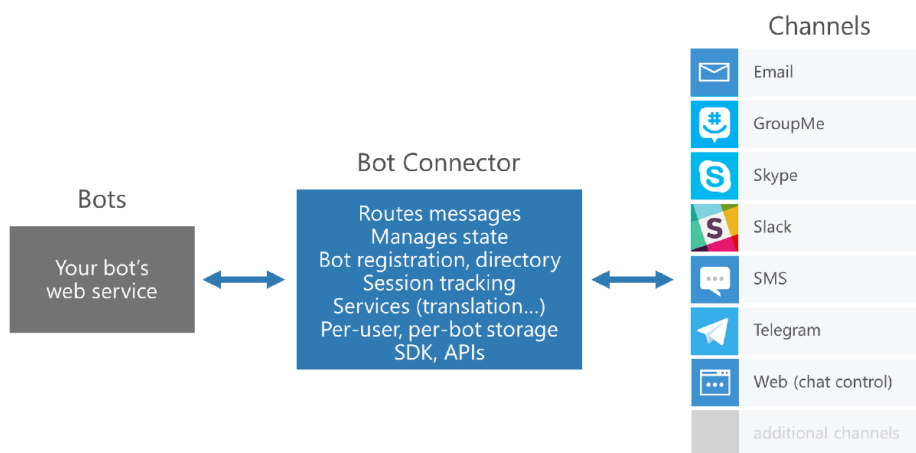 Channels
Email
GroupMe
Skype
Slack
SMS
Telegram
Web (chat control)
additional channels
Bot Connector
Routes messages
Manages state
Bot registration, directory
Session tracking
Services (translation...)
Per-user, per-bot storage
SDK, APIs
Bots
Your bot's
web service
#
S
S